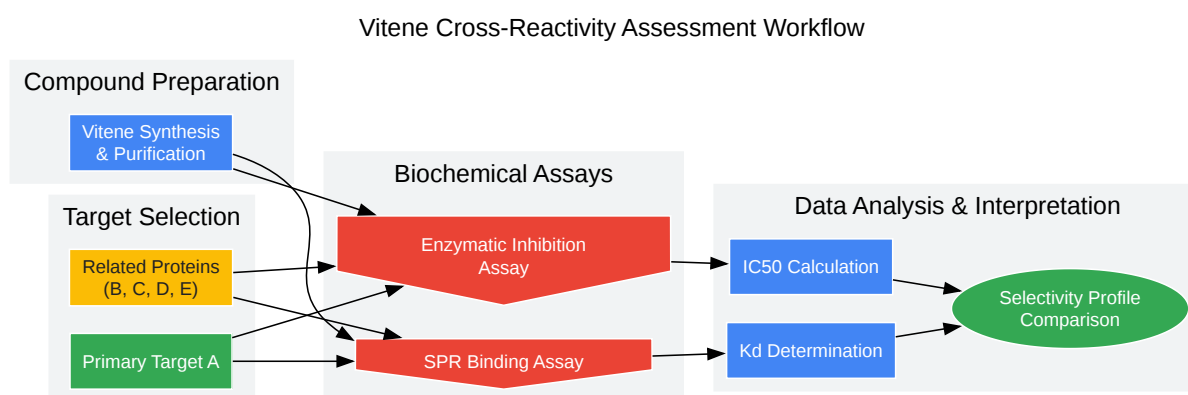 Vitene Cross-Reactivity Assessment Workflow
Compound Preparation
Vitene Synthesis
& Purification
Target Selection
Related Proteins
(B, C, D, E)
Primary Target A
Biochemical Assays
Enzymatic Inhibition
Assay
SPR Binding Assay
Data Analysis & Interpretation
IC50 Calculation
Kd Determination
Selectivity Profile
Comparison